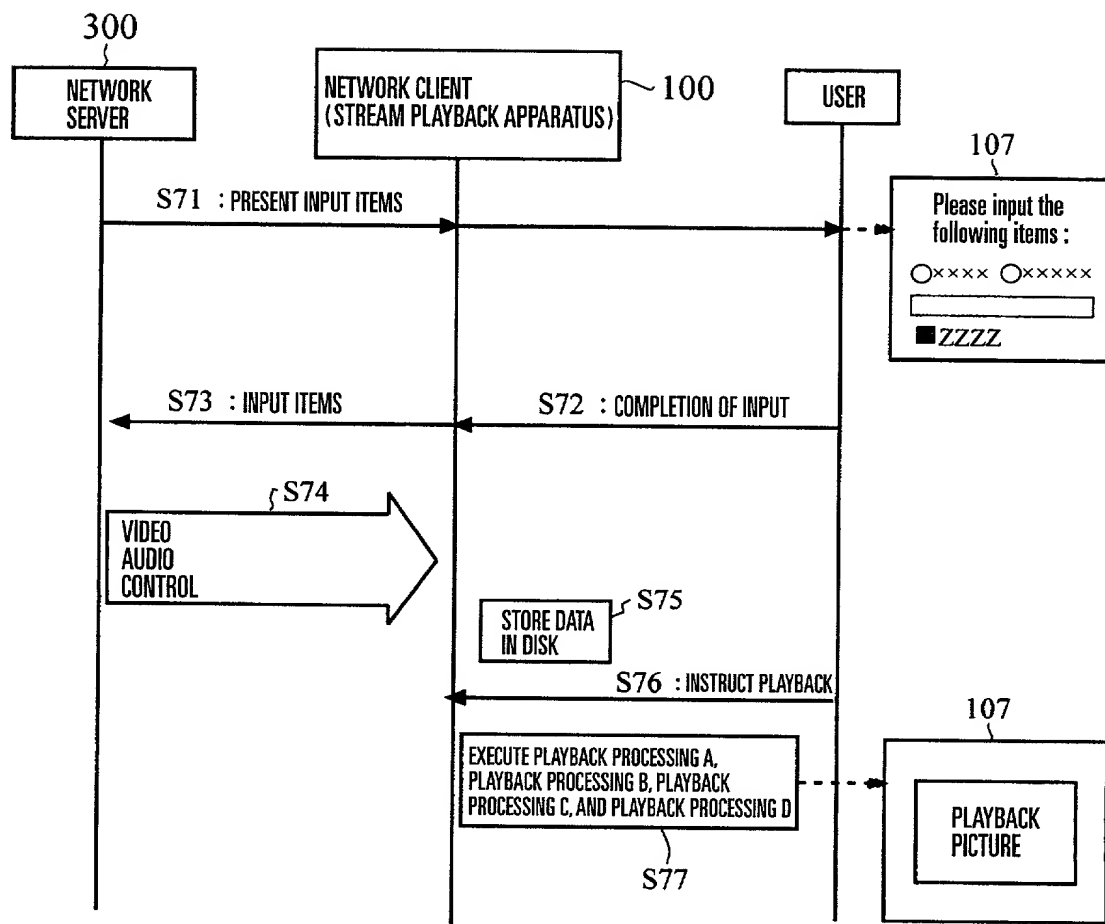 300
NETWORK
SERVER
NETWORK CLIENT
(STREAM PLAYBACK APPARATUS)
100
USER
107
S71 : PRESENT INPUT ITEMS
Please input the
following items :
○×××× ○×××××
■ZZZZ
S73 : INPUT ITEMS
S72 : COMPLETION OF INPUT
S74
VIDEO
AUDIO
CONTROL
STORE DATA
IN DISK
S75
S76 : INSTRUCT PLAYBACK
107
EXECUTE PLAYBACK PROCESSING A,
PLAYBACK PROCESSING B, PLAYBACK
PROCESSING C, AND PLAYBACK PROCESSING D
PLAYBACK
PICTURE
S77